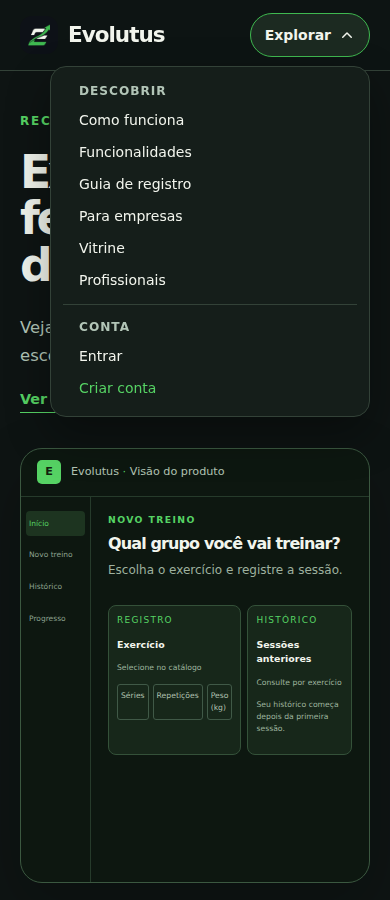 Evolutus
Explorar
DESCOBRIR
Como funciona
Funcionalidades
Guia de registro
Para empresas
Vitrine
Profissionais
CONTA
Entrar
Criar conta
Ver
E
Evolutus · Visão do produto
Início
Novo treino
Histórico
Progresso
NOVO TREINO
Qual grupo você vai treinar?
Escolha o exercício e registre a sessão.
REGISTRO
Exercício
Selecione no catálogo
Séries
Repetições
Peso
(kg)
HISTÓRICO
Sessões
anteriores
Consulte por exercício
Seu histórico começa
depois da primeira
sessão.